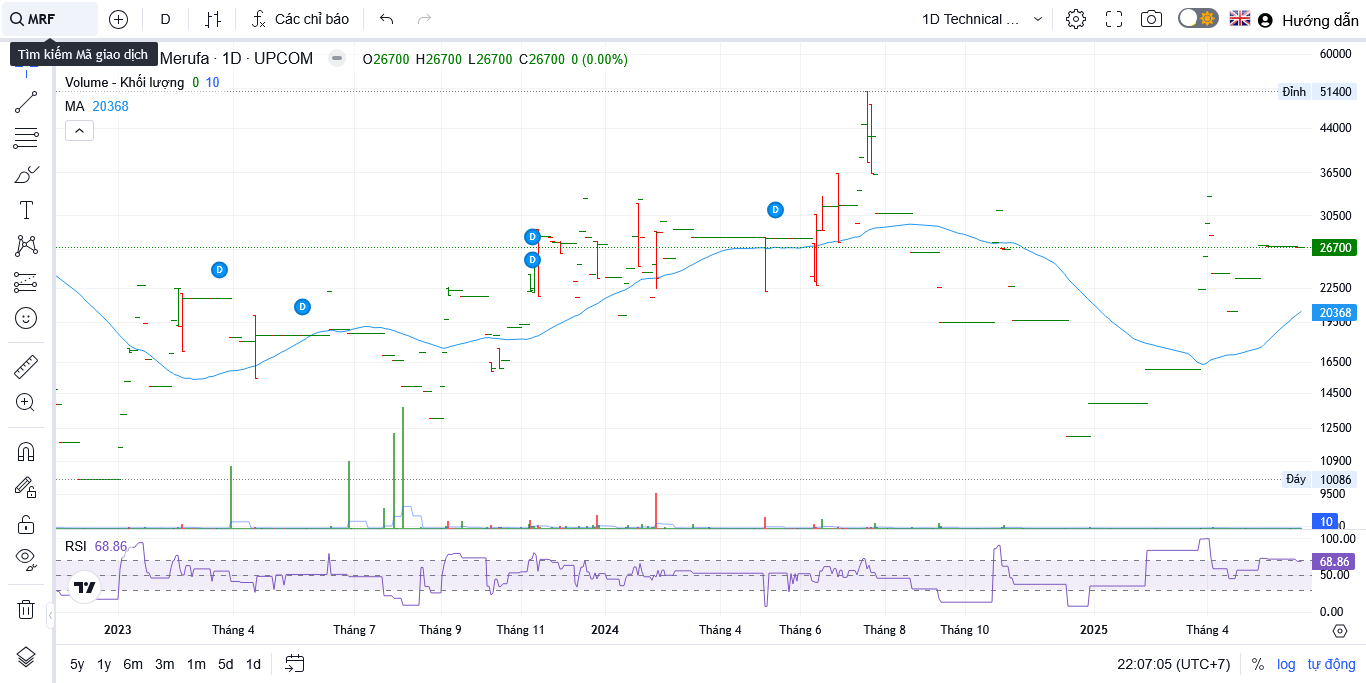 MRF
D
Các chỉ báo
1D Technical ...
Hướng dẫn
Tìm kiếm Mã giao dịch
Merufa · 1D · UPCOM
O26700 H26700 L26700 C26700 0 (0.00%)
Volume - Khối lượng 0 10
MA 20368
60000
Đỉnh 51400
44000
36500
30500
26700
22500
20368
19500
16500
14500
12500
10900
Đáy 10086
9500
10
D
D
D
D
D
RSI 68.86
100.00
68.86
50.00
0.00
2023
Tháng 4
Tháng 7
Tháng 9
Tháng 11
2024
Tháng 4
Tháng 6
Tháng 8
Tháng 10
2025
Tháng 4
5y 1y 6m 3m 1m 5d 1d
22:07:05 (UTC+7)
% log tự động